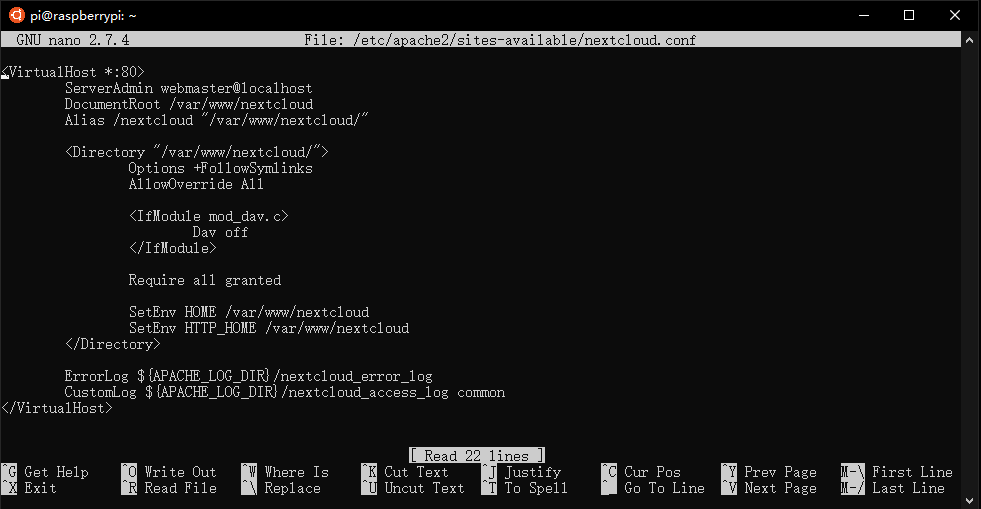 pi@raspberrypi: ~
GNU nano 2.7.4 File: /etc/apache2/sites-available/nextcloud.conf
<VirtualHost *:80>
ServerAdmin webmaster@localhost
DocumentRoot /var/www/nextcloud
Alias /nextcloud "/var/www/nextcloud/"
<Directory "/var/www/nextcloud/">
Options +FollowSymlinks
AllowOverride All
<IfModule mod_dav.c>
Dav off
</IfModule>
Require all granted
SetEnv HOME /var/www/nextcloud
SetEnv HTTP_HOME /var/www/nextcloud
</Directory>
ErrorLog ${APACHE_LOG_DIR}/nextcloud_error_log
CustomLog ${APACHE_LOG_DIR}/nextcloud_access_log common
</VirtualHost>
[ Read 22 lines ]
^G Get Help ^O Write Out ^W Where Is ^K Cut Text ^J Justify ^C Cur Pos ^Y Prev Page M-\ First Line
^X Exit ^R Read File ^\ Replace ^U Uncut Text ^T To Spell ^_ Go To Line ^V Next Page M-/ Last Line